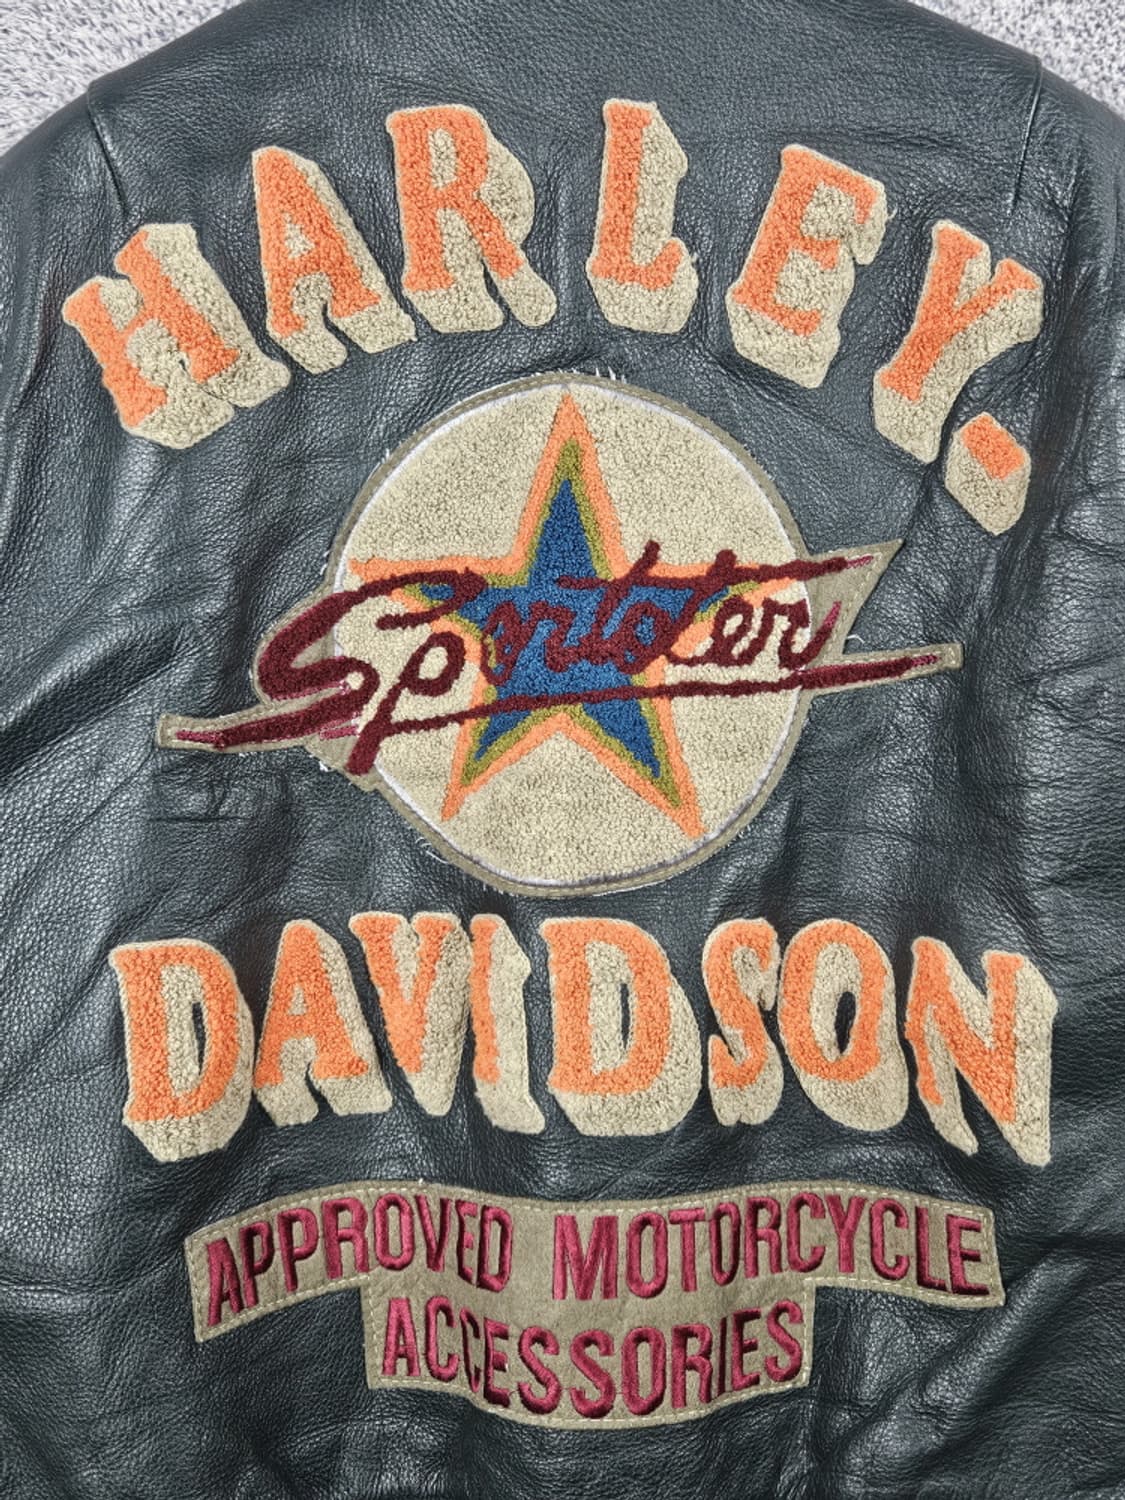 HARLEY-
Sportster
DAVIDSON
APPROVED MOTORCYCLE
ACCESSORIES